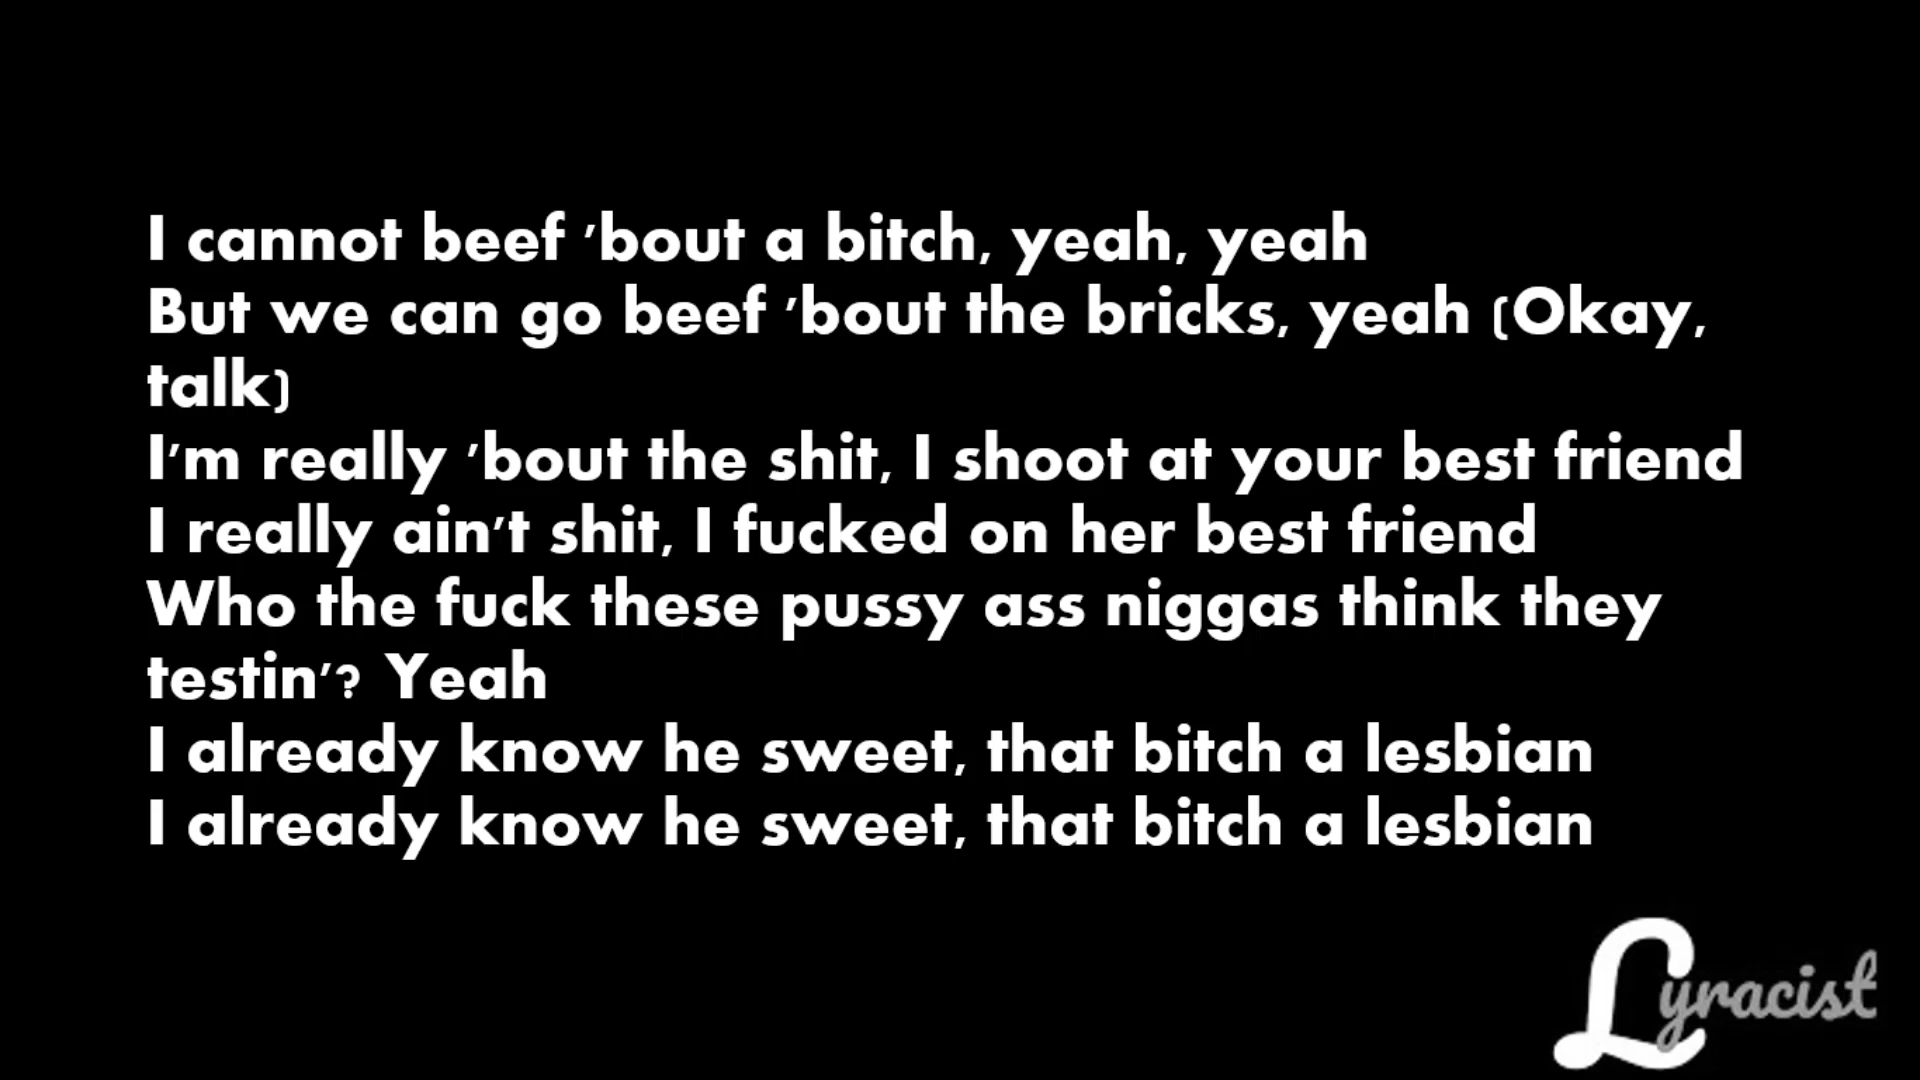 I cannot beef 'bout a bitch, yeah, yeah
But we can go beef 'bout the bricks, yeah (Okay,
talk)
I'm really 'bout the shit, I shoot at your best friend
I really ain't shit, I fucked on her best friend
Who the fuck these pussy ass niggas think they
testin'? Yeah
I already know he sweet, that bitch a lesbian
I already know he sweet, that bitch a lesbian
Lyracist